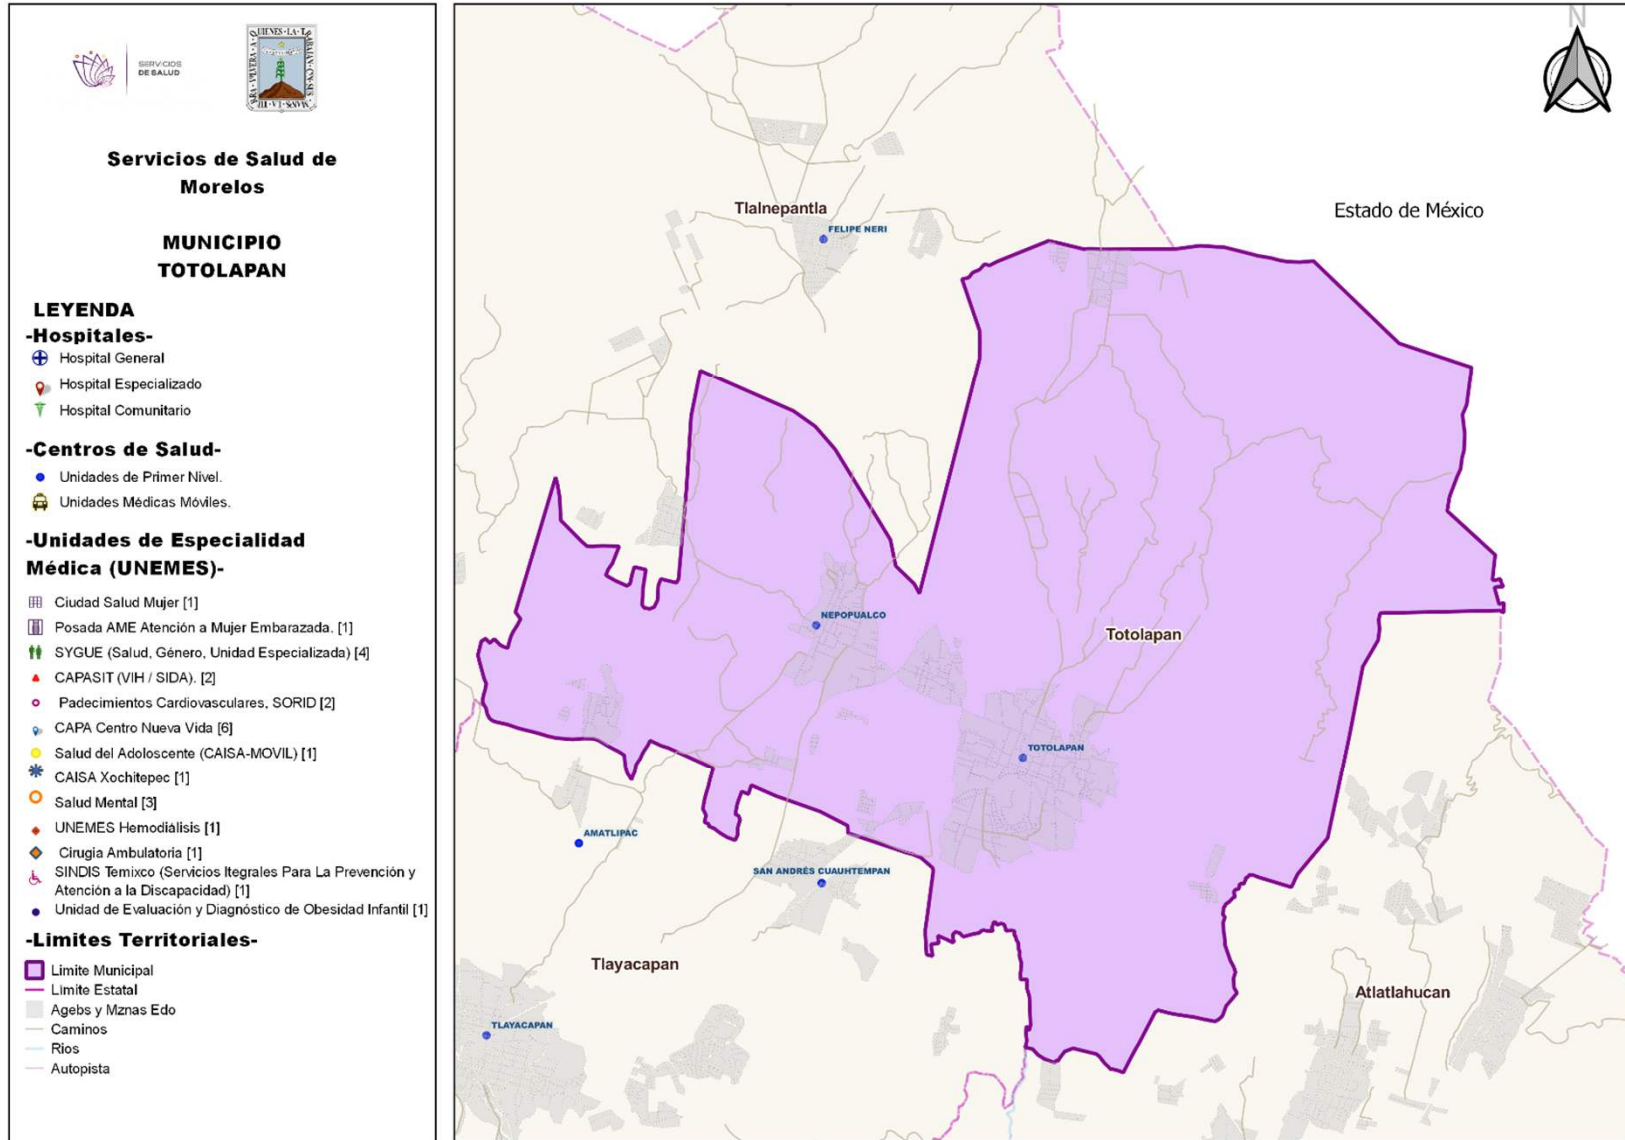 SERVICIOS
DE SALUD
Servicios de Salud de
Morelos
MUNICIPIO
TOTOLAPAN
LEYENDA
-Hospitales-
Hospital General
Hospital Especializado
Hospital Comunitario
-Centros de Salud-
Unidades de Primer Nivel.
Unidades Médicas Móviles.
-Unidades de Especialidad
Médica (UNEMES)-
Ciudad Salud Mujer [1]
Posada AME Atención a Mujer Embarazada. [1]
SYGUE (Salud, Género, Unidad Especializada) [4]
CAPASIT (VIH / SIDA). [2]
Padecimientos Cardiovasculares, SORID [2]
CAPA Centro Nueva Vida [6]
Salud del Adoloscente (CAISA-MOVIL) [1]
CAISA Xochitepec [1]
Salud Mental [3]
UNEMES Hemodiálisis [1]
Cirugia Ambulatoria [1]
SINDIS Temixco (Servicios Itegrales Para La Prevención y
Atención a la Discapacidad) [1]
Unidad de Evaluación y Diagnóstico de Obesidad Infantil [1]
-Limites Territoriales-
Limite Municipal
Limite Estatal
Agebs y Mznas Edo
Caminos
Rios
Autopista
N
Estado de México
Tlalnepantla
FELIPE NERI
NEPOPUALCO
Totolapan
TOTOLAPAN
AMATLIPAC
SAN ANDRÉS CUAUHTEMPAN
Tlayacapan
Atlatlahucan
TLAYACAPAN